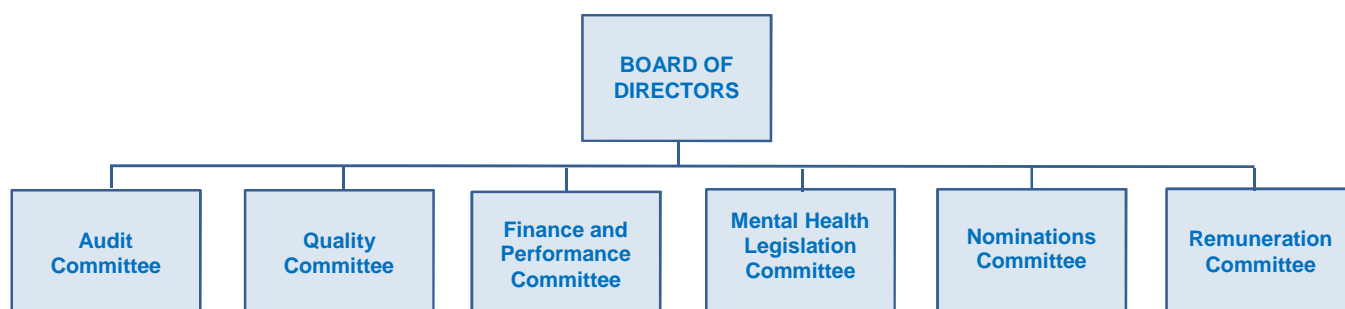 BOARD OF
DIRECTORS
Audit
Committee
Quality
Committee
Finance and
Performance
Committee
Mental Health
Legislation
Committee
Nominations
Committee
Remuneration
Committee